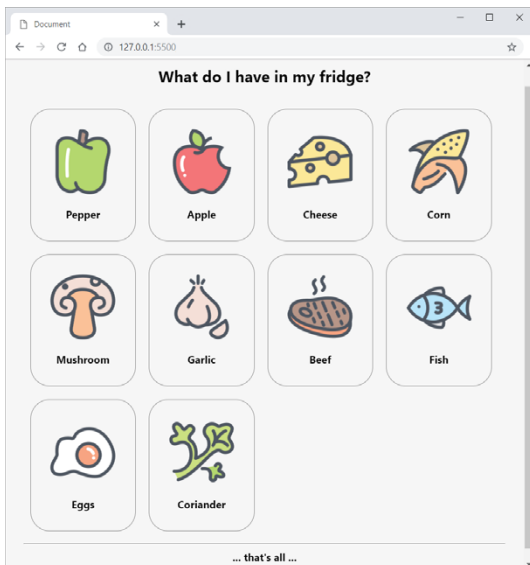 Document
127.0.0.1:5500
What do I have in my fridge?
Pepper Apple Cheese Corn
Mushroom Garlic Beef Fish
Eggs Coriander
... that's all ...